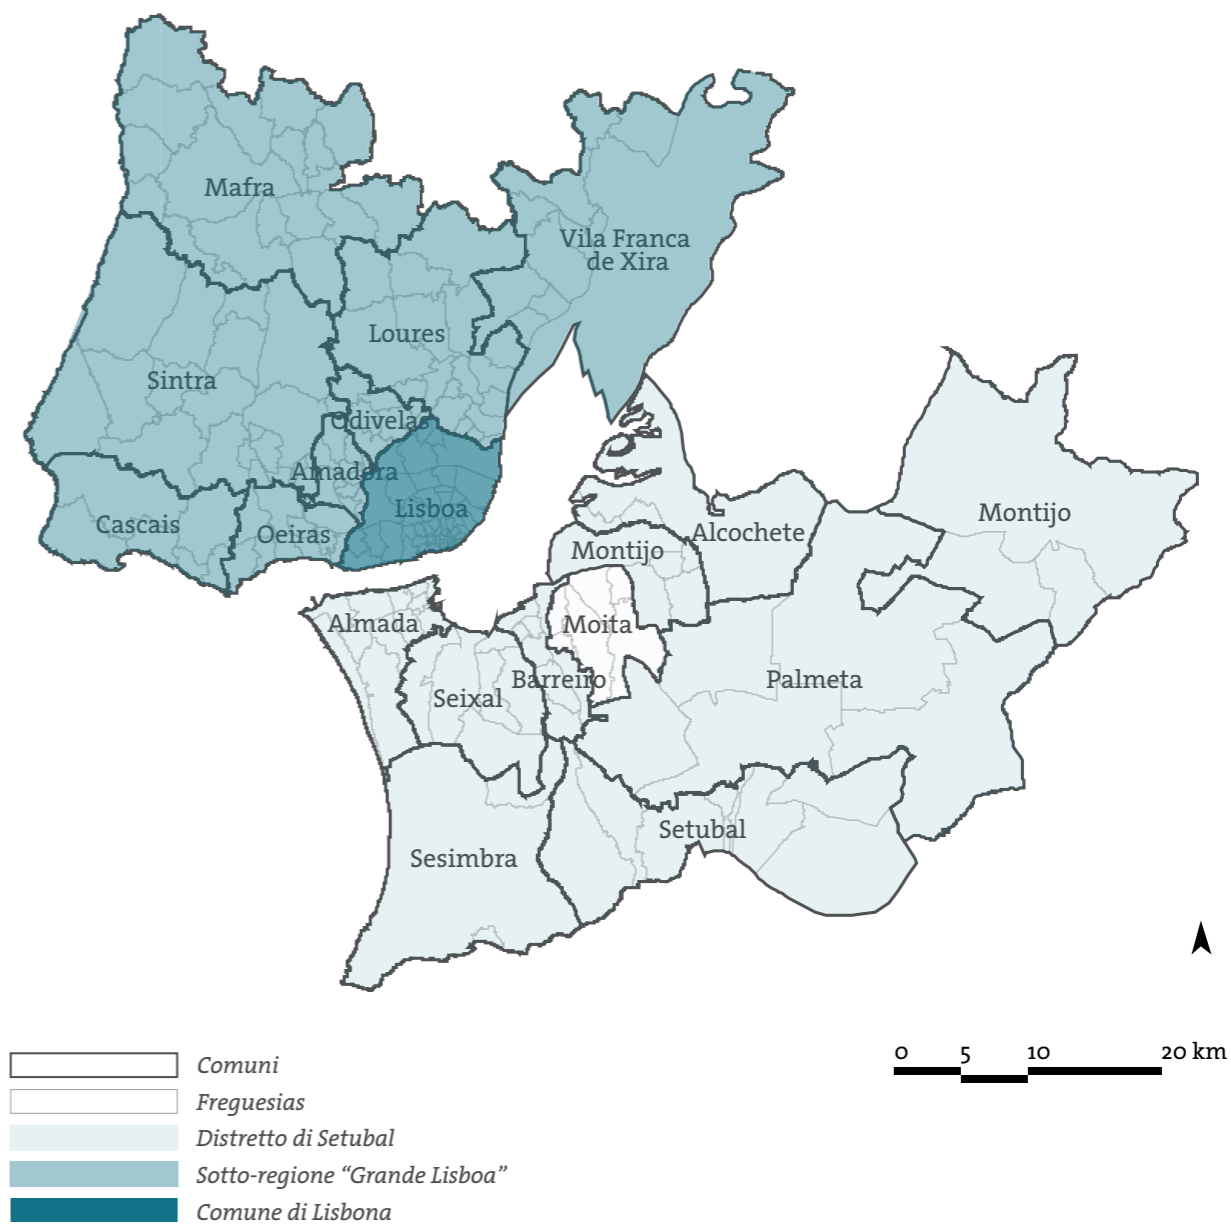 Mafra
Vila Franca
de Xira
Loures
Sintra
Odivelas
Amadora
Lisboa
Cascais
Oeiras
Montijo
Alcochete
Montijo
Almada
Moita
Barreiro
Seixal
Palmeta
Setubal
Sesimbra
Comuni
Freguesias
Distretto di Setubal
Sotto-regione “Grande Lisboa”
Comune di Lisbona
0 5 10 20 km